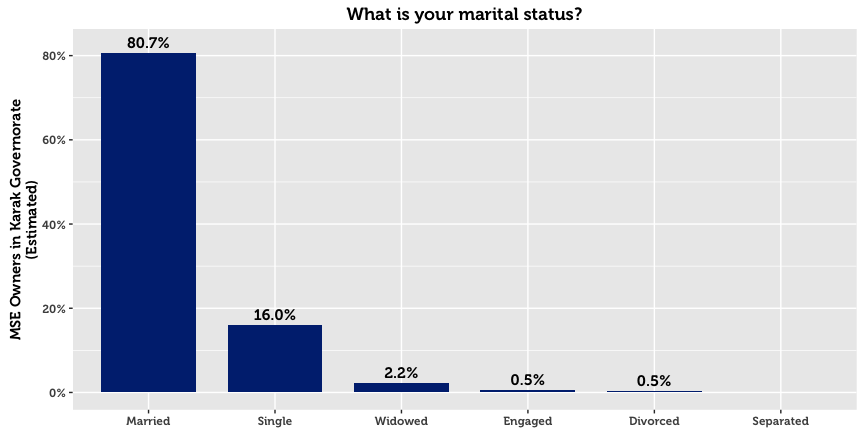 What is your marital status?
MSE Owners in Karak Governorate
(Estimated)
80%
60%
40%
20%
0%
80.7%
16.0%
2.2%
0.5%
0.5%
Married
Single
Widowed
Engaged
Divorced
Separated